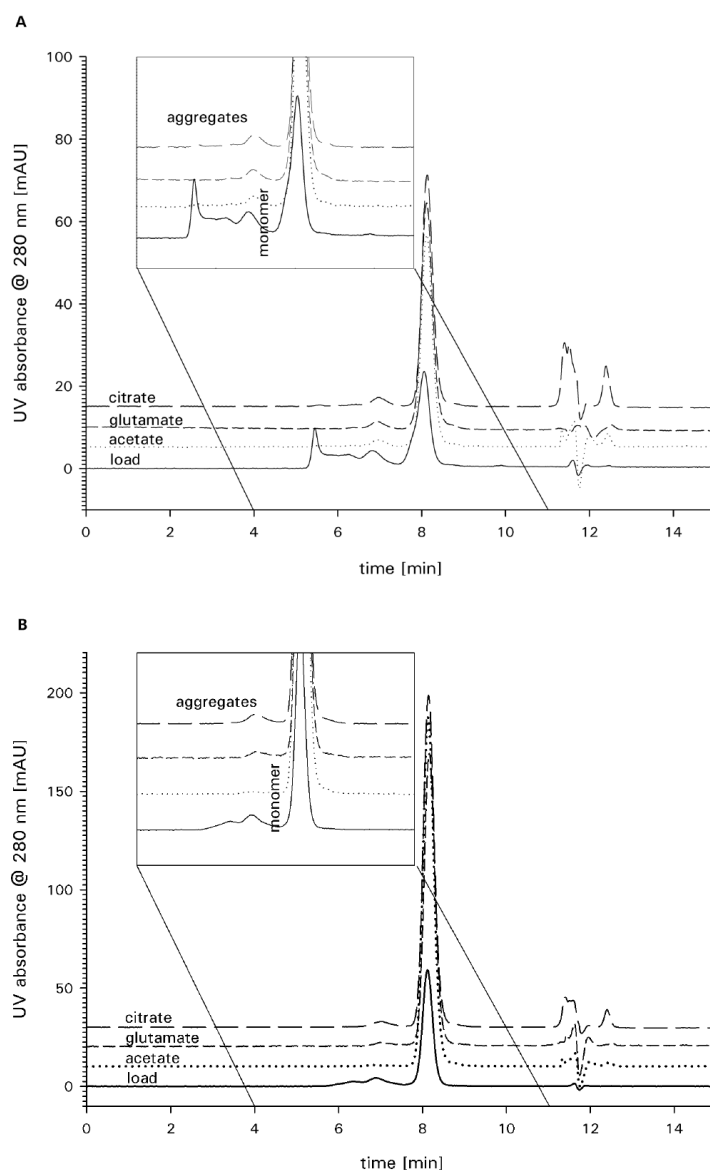 A
100
80
60
40
20
0
UV absorbance @ 280 nm [mAU]
aggregates
monomer
citrate
glutamate
acetate
load
0 2 4 6 8 10 12 14
time [min]
B
200
150
100
50
0
UV absorbance @ 280 nm [mAU]
aggregates
monomer
citrate
glutamate
acetate
load
0 2 4 6 8 10 12 14
time [min]